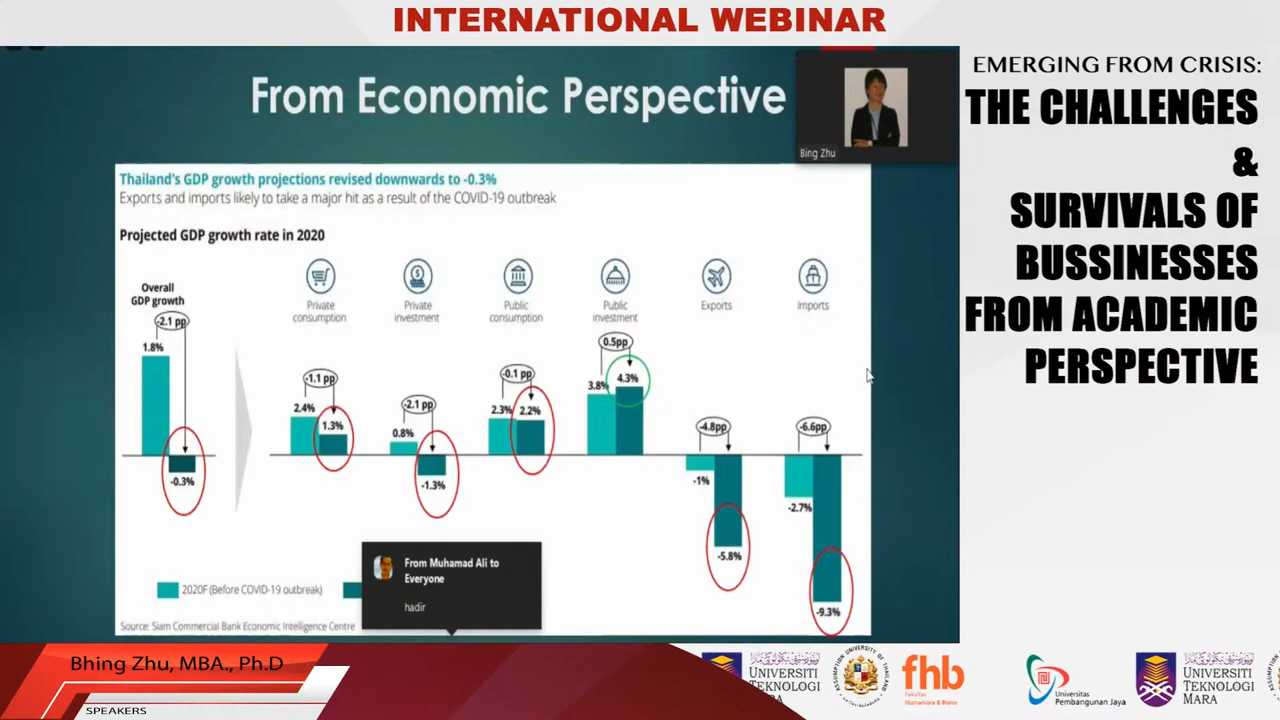 INTERNATIONAL WEBINAR
From Economic Perspective
Bing Zhu
EMERGING FROM CRISIS:
THE CHALLENGES
&
SURVIVALS OF
BUSSINESSES
FROM ACADEMIC
PERSPECTIVE
Thailand's GDP growth projections revised downwards to -0.3%
Exports and imports likely to take a major hit as a result of the COVID-19 outbreak
Projected GDP growth rate in 2020
Overall
GDP growth
-2.1 pp
1.8%
-0.3%
Private
consumption
-1.1 pp
2.4%
1.3%
Private
investment
-2.1 pp
0.8%
-1.3%
Public
consumption
-0.1 pp
2.3%
2.2%
Public
investment
0.5pp
3.8%
4.3%
Exports
-4.8pp
-1%
-5.8%
Imports
-6.6pp
-2.7%
-9.3%
2020F (Before COVID-19 outbreak)
From Muhamad Ali to
Everyone
hadir
Source: Siam Commercial Bank Economic Intelligence Centre
Bhing Zhu, MBA., Ph.D
SPEAKERS
UNIVERSITI
TEKNOLOGI
MARA
fhb
Fakultas
Humaniora & Bisnis
Universitas
Pembangunan Jaya
UNIVERSITI
TEKNOLOGI
MARA